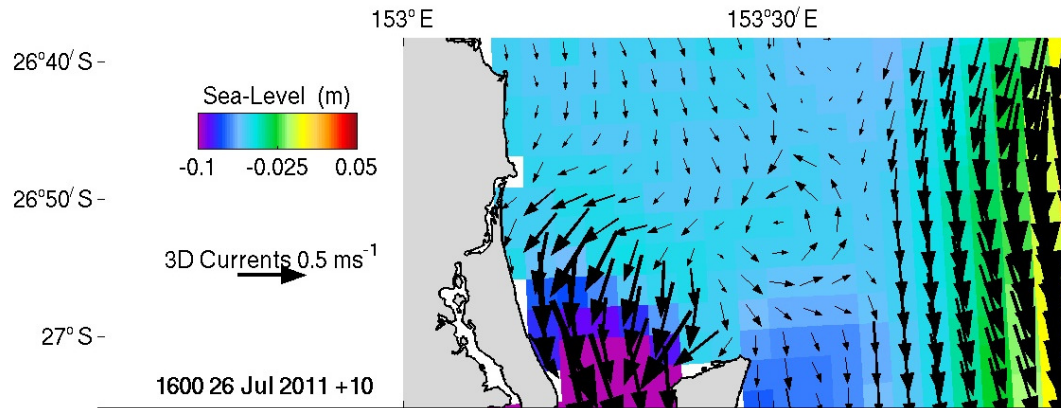 153° E 153°30′ E
26°40′ S
Sea-Level (m)
-0.1 -0.025 0.05
26°50′ S
3D Currents 0.5 ms⁻¹
27° S
1600 26 Jul 2011 +10